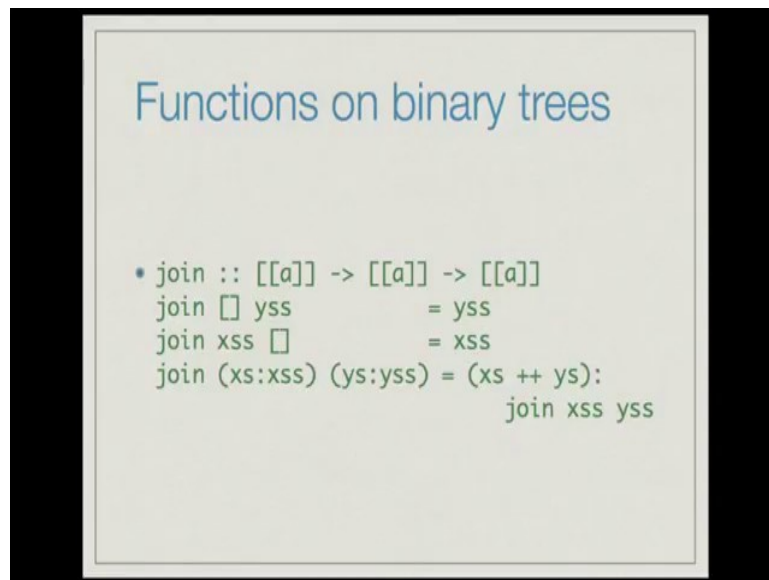 Functions on binary trees
• join :: [[a]] -> [[a]] -> [[a]]
join [] yss = yss
join xss [] = xss
join (xs:xss) (ys:yss) = (xs ++ ys):
join xss yss